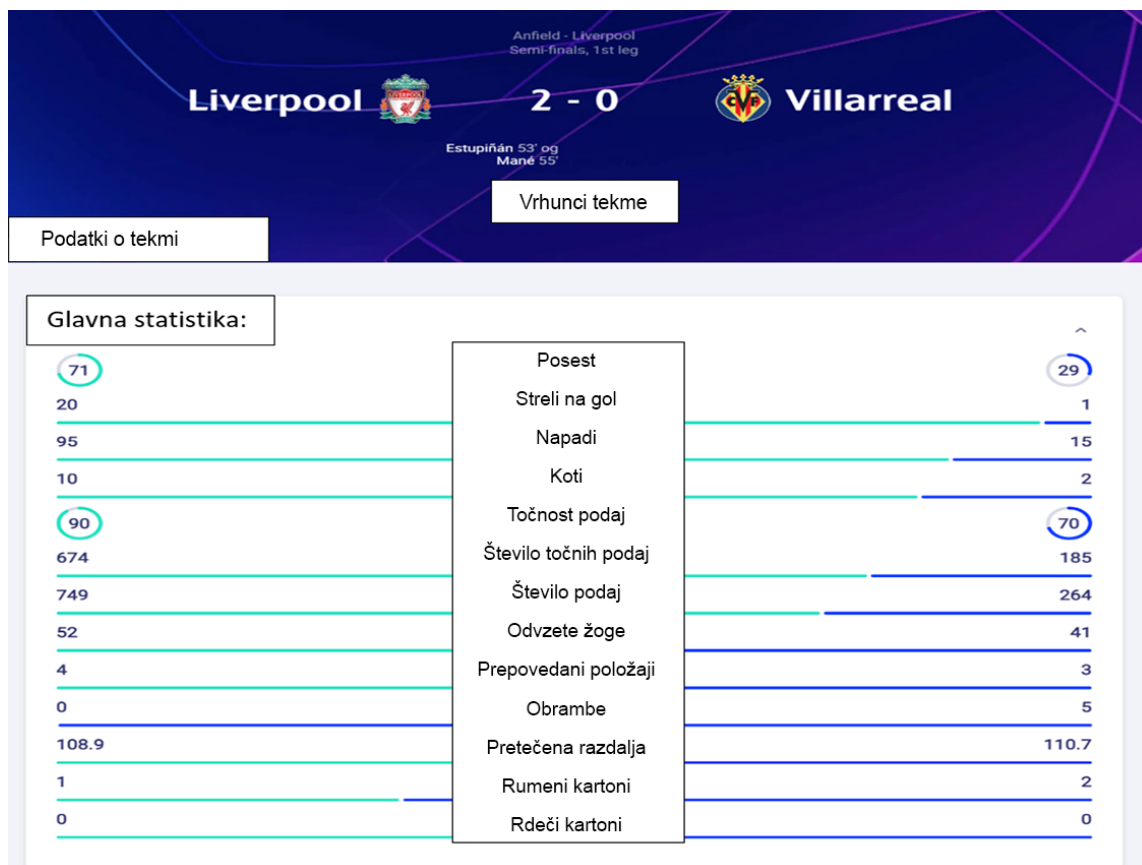 Anfield - Liverpool
Semi-finals, 1st leg
Liverpool 2 - 0 Villarreal
Estupiñán 53' og
Mané 55'
Vrhunci tekme
Podatki o tekmi
Glavna statistika:
71 Posest 29
20 Streli na gol 1
95 Napadi 15
10 Koti 2
90 Točnost podaj 70
674 Število točnih podaj 185
749 Število podaj 264
52 Odvzete žoge 41
4 Prepovedani položaji 3
0 Obrambe 5
108.9 Pretečena razdalja 110.7
1 Rumeni kartoni 2
0 Rdeči kartoni 0